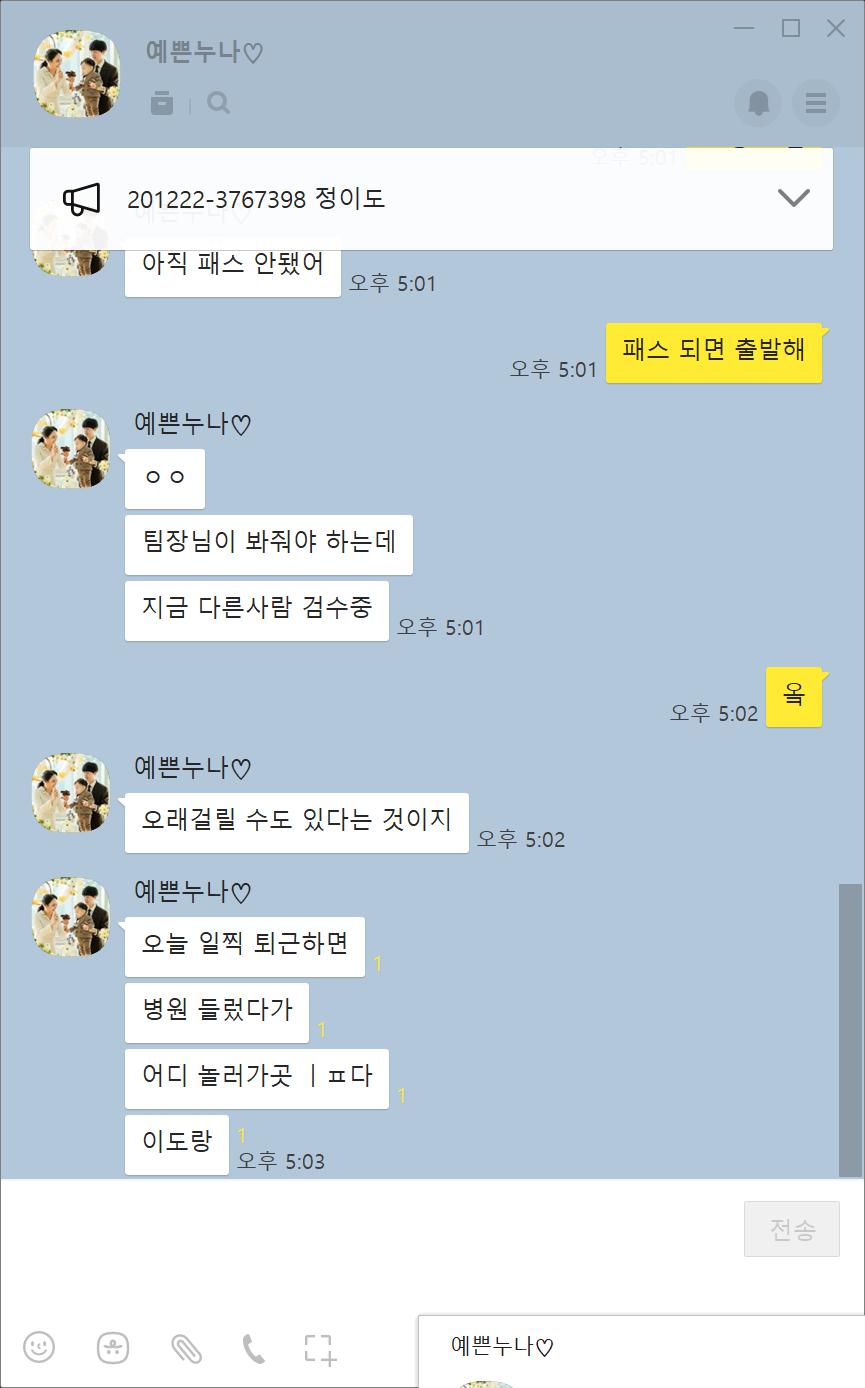 예쁜누나♡
오후 5:01
201222-3767398 정이도
예쁜누나♡
아직 패스 안됐어
오후 5:01
패스 되면 출발해
오후 5:01
예쁜누나♡
ㅇㅇ
팀장님이 봐줘야 하는데
지금 다른사람 검수중
오후 5:01
옼
오후 5:02
예쁜누나♡
오래걸릴 수도 있다는 것이지
오후 5:02
예쁜누나♡
오늘 일찍 퇴근하면
1
병원 들렀다가
1
어디 놀러가곳 ㅣㅍ다
1
이도랑
1
오후 5:03
전송
예쁜누나♡